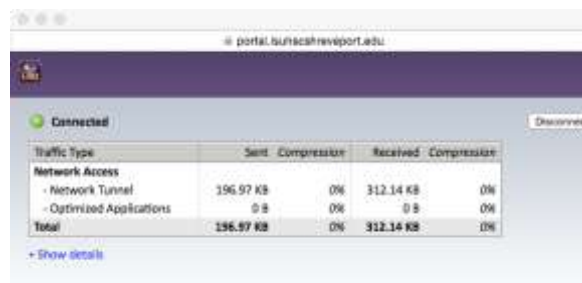 portal.lsuhscshreveport.edu
Connected
Disconnect
Traffic Type Sent Compression Received Compression
Network Access
- Network Tunnel 196.97 KB 0% 312.14 KB 0%
- Optimized Applications 0 B 0% 0 B 0%
Total 196.97 KB 0% 312.14 KB 0%
+ Show details